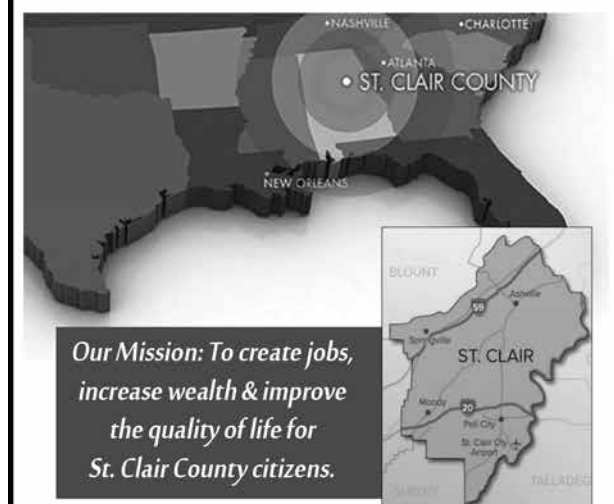 •NASHVILLE
•CHARLOTTE
•ATLANTA
• ST. CLAIR COUNTY
NEW ORLEANS
BLOUNT
59
Ashville
Springville
ST. CLAIR
Moody
20
Pell City
St. Clair Cty
Airport
TALLADEG
Our Mission: To create jobs,
increase wealth & improve
the quality of life for
St. Clair County citizens.